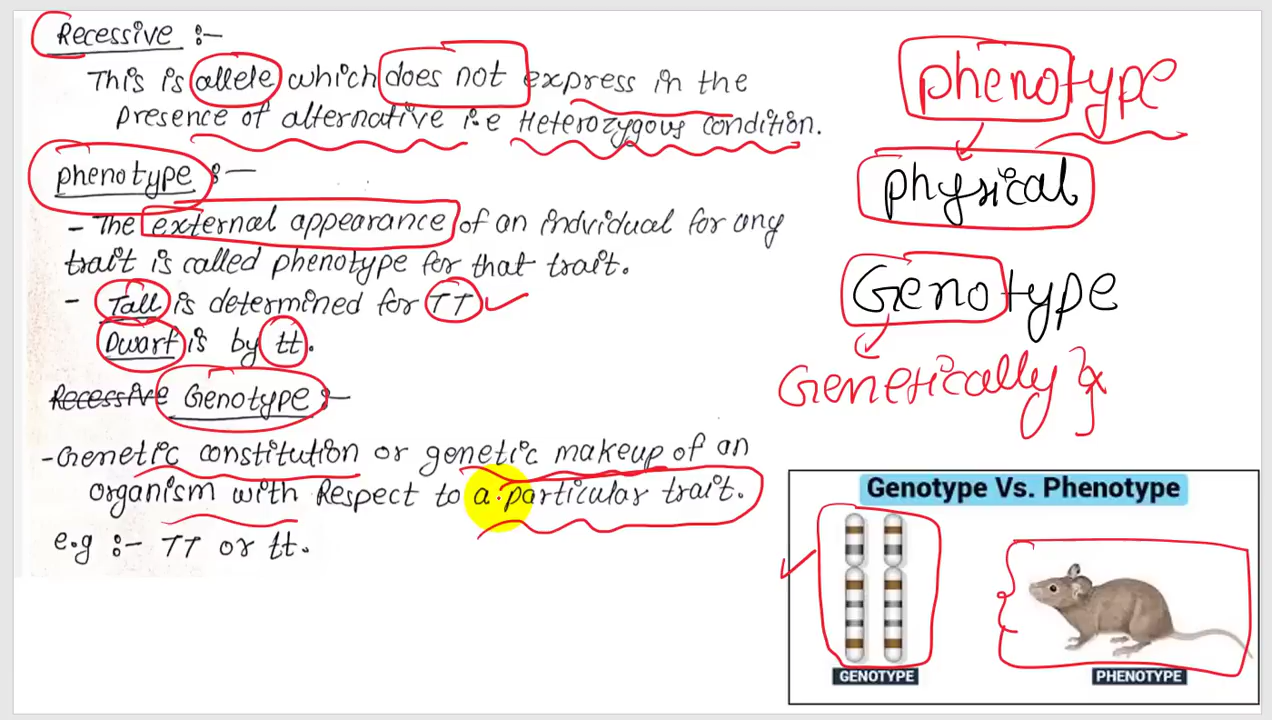 Recessive :-
This is allele which does not express in the
presence of alternative i.e Heterozygous condition.
phenotype :-
- The external appearance of an individual for any
trait is called phenotype for that trait.
- Tall is determined for TT
Dwarf is by tt.
Recessive Genotype :-
-Genetic constitution or genetic makeup of an
organism with Respect to a particular trait.
e.g :- TT or tt.
phenotype
physical
Genotype
Genetically
Genotype Vs. Phenotype
GENOTYPE
PHENOTYPE